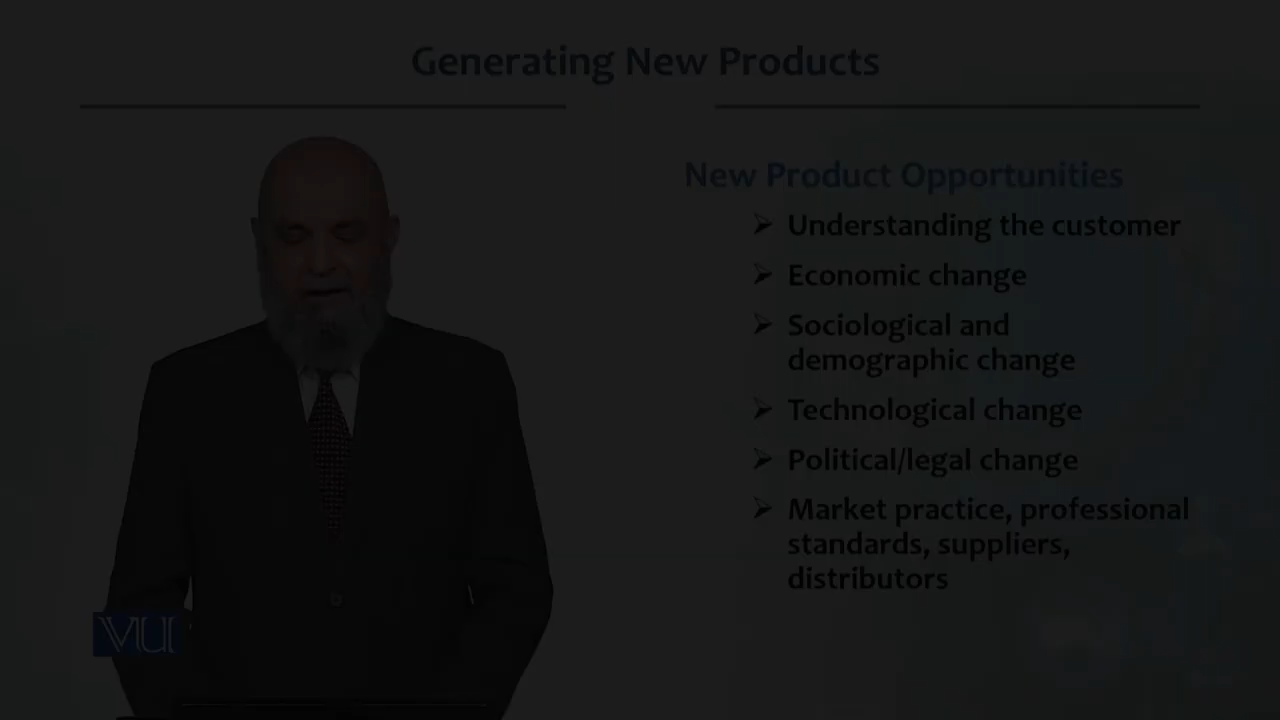 Generating New Products
New Product Opportunities
Understanding the customer
Economic change
Sociological and
demographic change
Technological change
Political/legal change
Market practice, professional
standards, suppliers,
distributors
VU